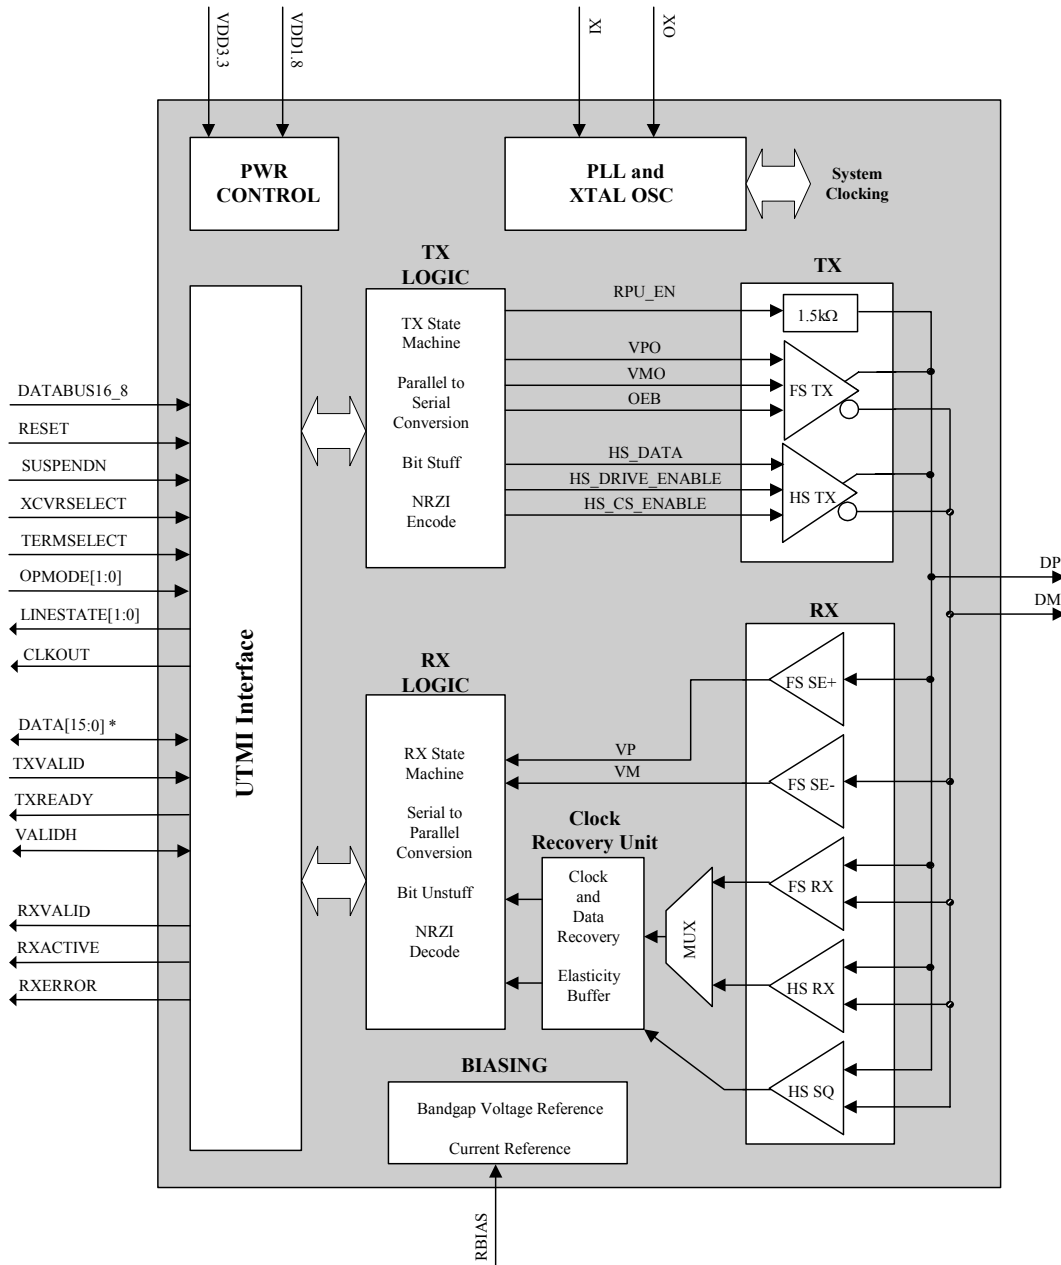 VDD3.3
VDD1.8
XI
XO
PWR
CONTROL
PLL and
XTAL OSC
System
Clocking
TX
LOGIC
TX State
Machine
Parallel to
Serial
Conversion
Bit Stuff
NRZI
Encode
RPU_EN
VPO
VMO
OEB
HS_DATA
HS_DRIVE_ENABLE
HS_CS_ENABLE
TX
1.5kΩ
FS TX
HS TX
DP
DM
DATABUS16_8
RESET
SUSPENDN
XCVRSELECT
TERMSELECT
OPMODE[1:0]
LINESTATE[1:0]
CLKOUT
DATA[15:0] *
TXVALID
TXREADY
VALIDH
RXVALID
RXACTIVE
RXERROR
UTMI Interface
RX
LOGIC
RX State
Machine
Serial to
Parallel
Conversion
Bit Unstuff
NRZI
Decode
VP
VM
Clock
Recovery Unit
Clock
and
Data
Recovery
Elasticity
Buffer
MUX
RX
FS SE+
FS SE-
FS RX
HS RX
HS SQ
BIASING
Bandgap Voltage Reference
Current Reference
RBIAS